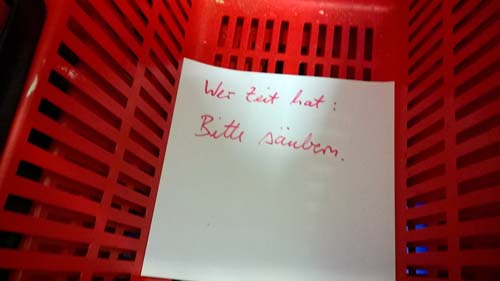 Wer Zeit hat:
Bitte säubern.